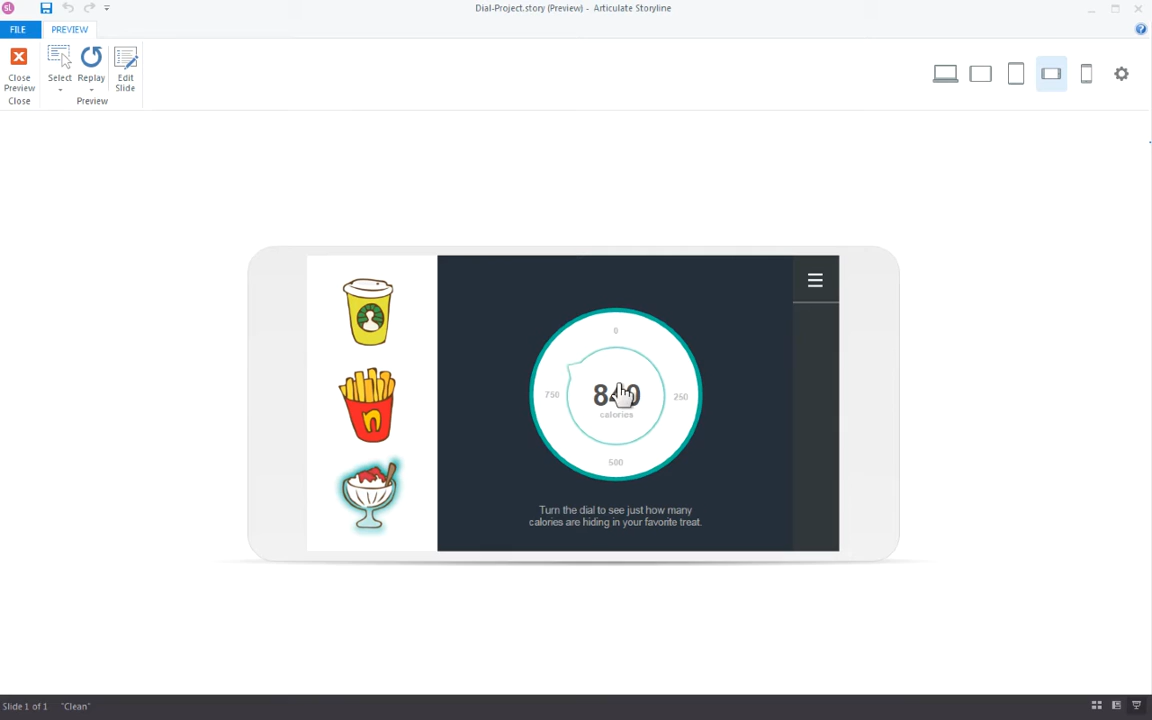 Dial-Project.story (Preview) - Articulate Storyline
FILE
PREVIEW
Close
Preview
Select
Replay
Edit
Slide
Close
Preview
0
750
250
calories
500
Turn the dial to see just how many
calories are hiding in your favorite treat.
Slide 1 of 1
"Clean"